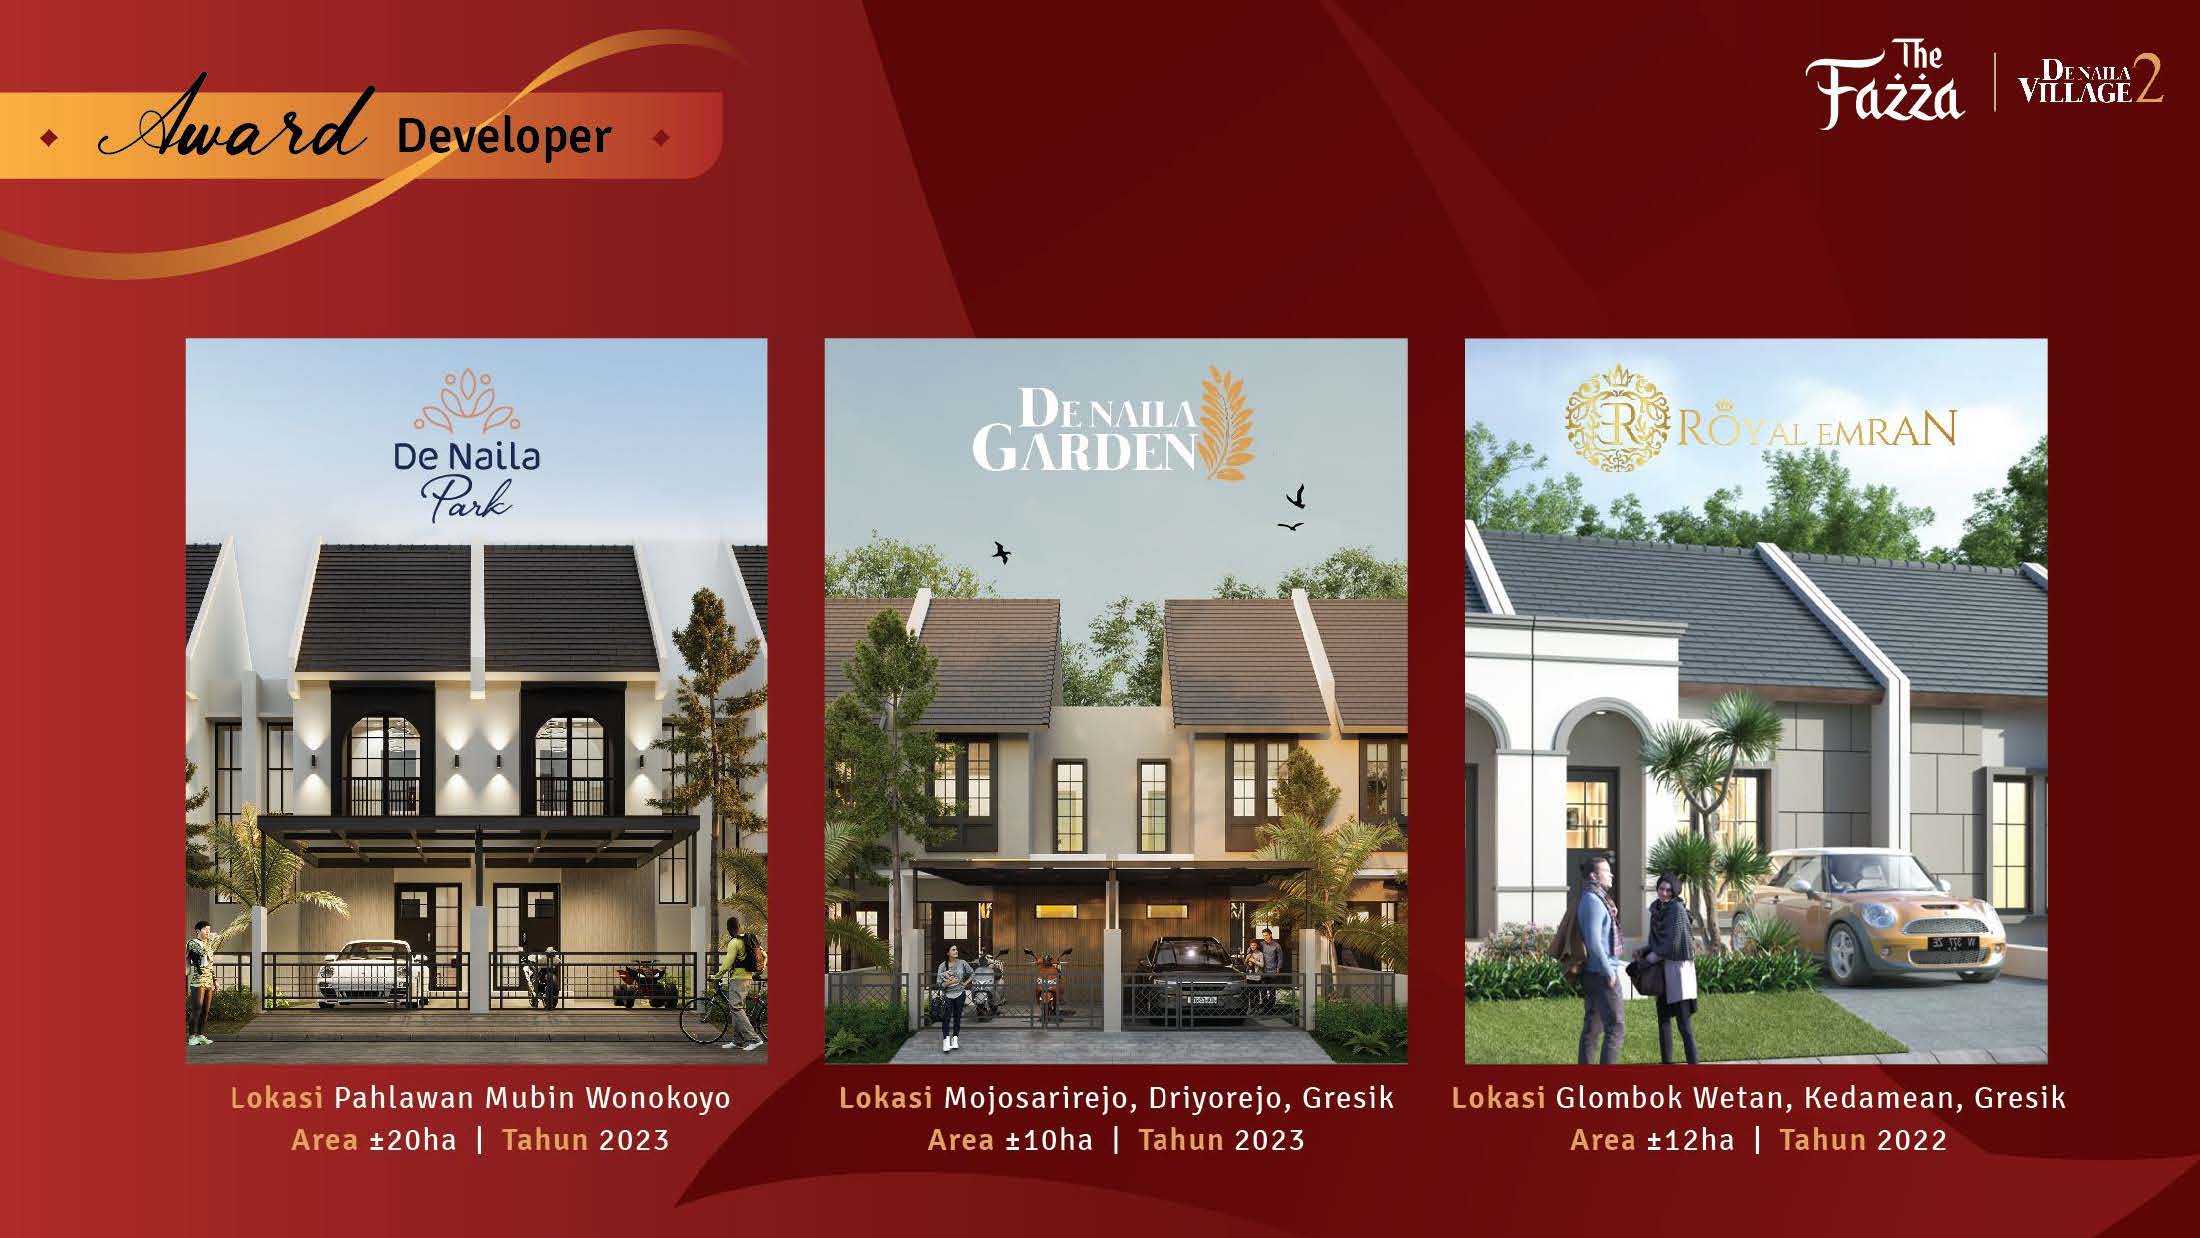 Award Developer
The
Fazza
DE NAILA
VILLAGE 2
De Naila
Park
DE NAILA
GARDEN
ER ROYAL EMRAN
Lokasi Pahlawan Mubin Wonokoyo
Area ±20ha | Tahun 2023
Lokasi Mojosarirejo, Driyorejo, Gresik
Area ±10ha | Tahun 2023
Lokasi Glombok Wetan, Kedamean, Gresik
Area ±12ha | Tahun 2022